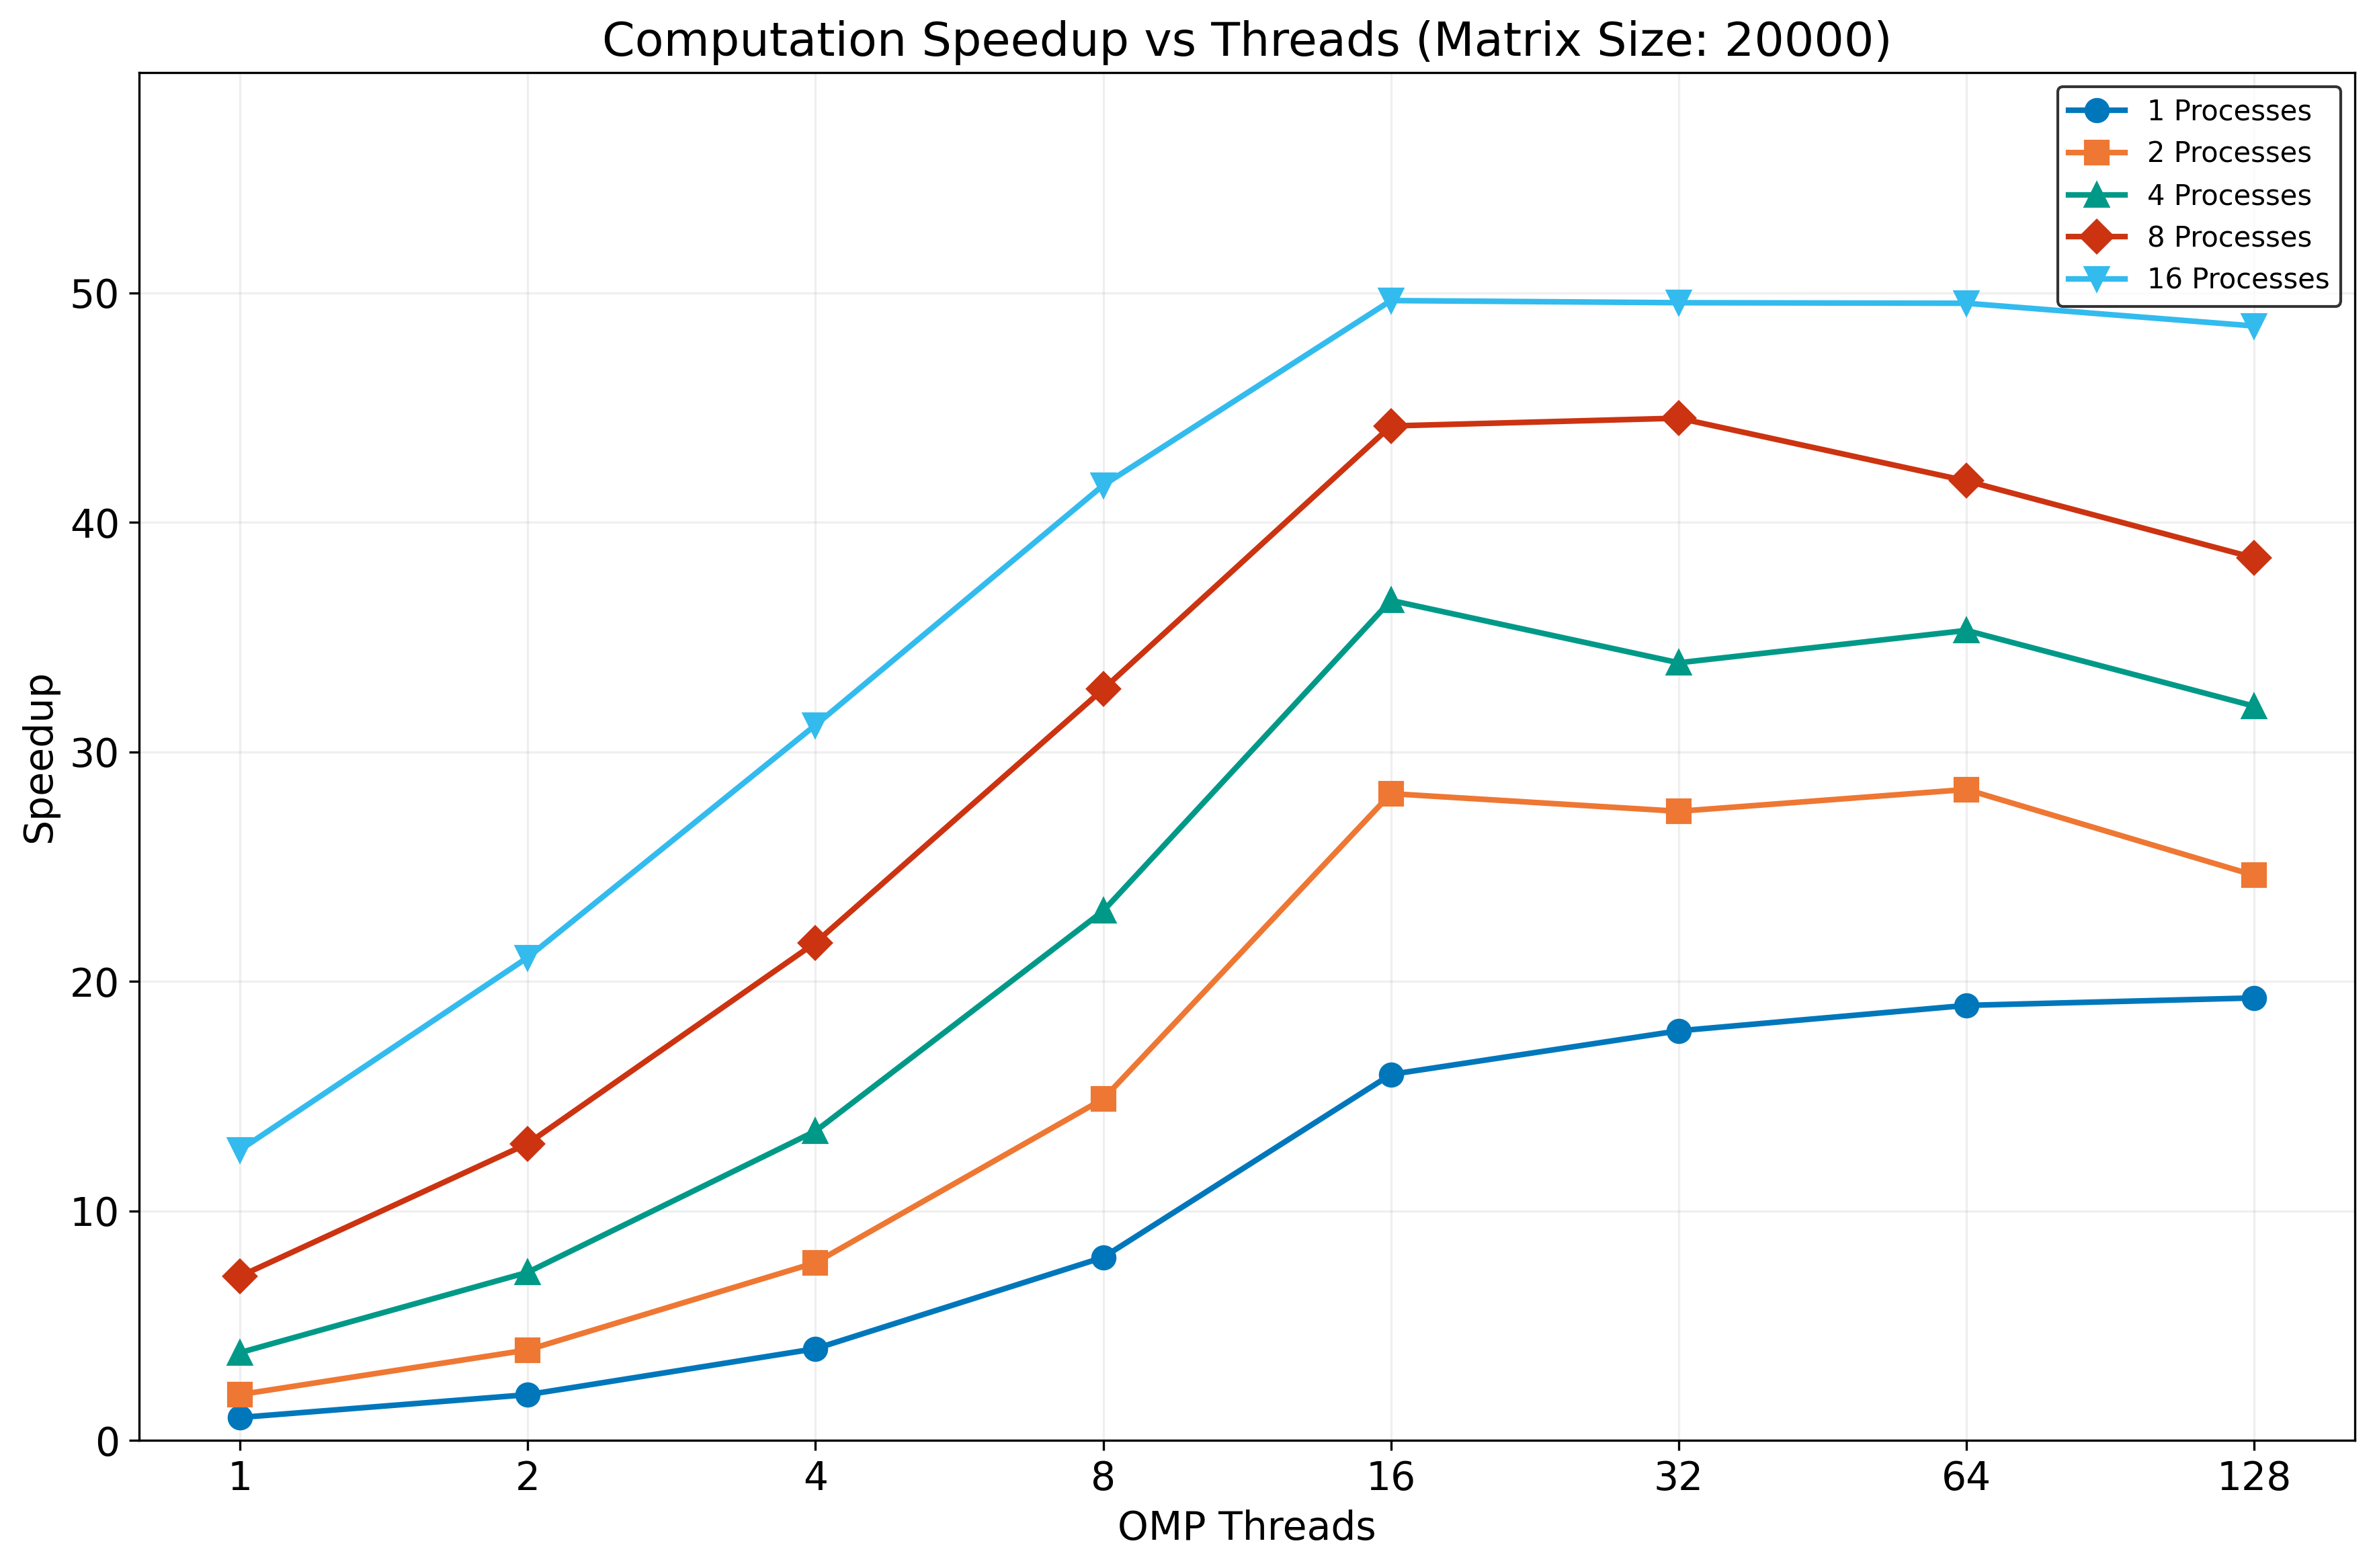 Computation Speedup vs Threads (Matrix Size: 20000)
1 Processes
2 Processes
4 Processes
8 Processes
16 Processes
Speedup
50
40
30
20
10
0
1 2 4 8 16 32 64 128
OMP Threads